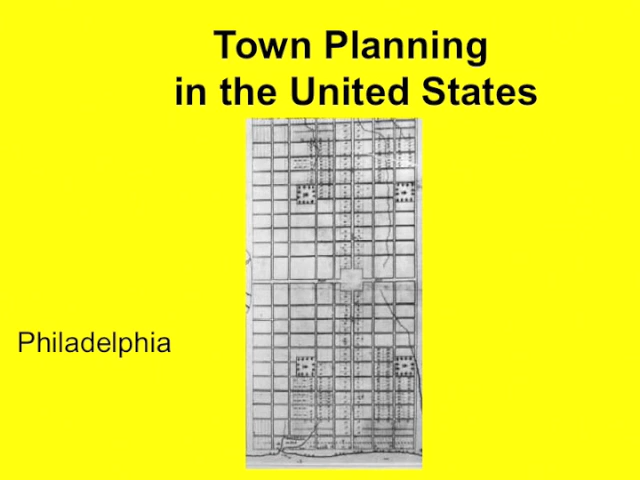 Town Planning
in the United States
Philadelphia